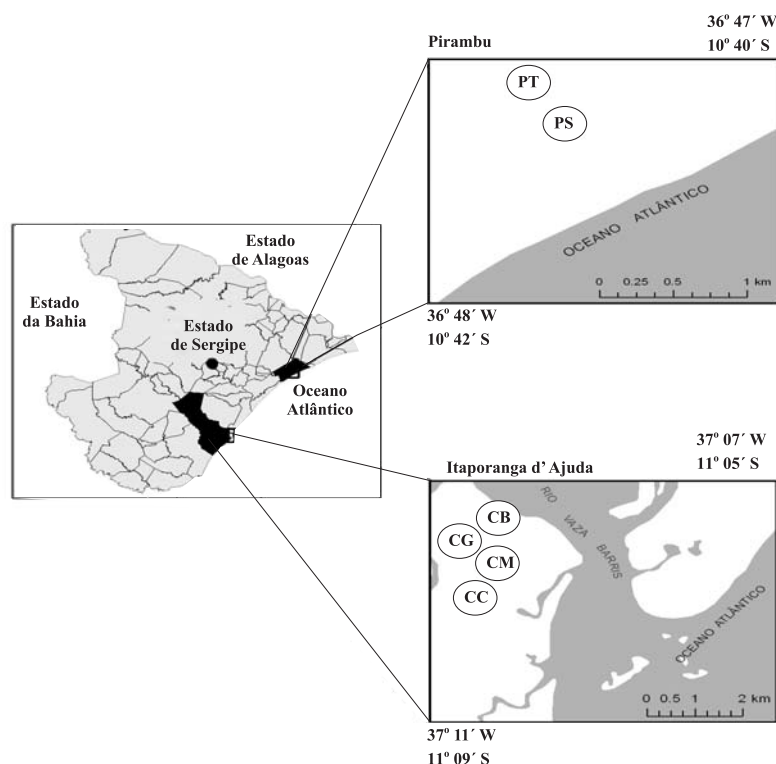 36º 47´ W
Pirambu
10º 40´ S
PT
PS
OCEANO ATLÂNTICO
0 0.25 0.5 1 km
36º 48´ W
10º 42´ S
Estado
de Alagoas
Estado
da Bahia
Estado
de Sergipe
Oceano
Atlântico
37º 07´ W
Itaporanga d’ Ajuda
11º 05´ S
RIO VAZA BARRIS
CB
CG
CM
CC
OCEANO ATLÂNTICO
0 0.5 1 2 km
37º 11´ W
11º 09´ S